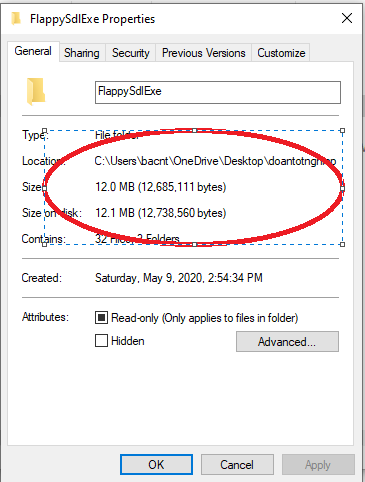 FlappySdlExe Properties
General Sharing Security Previous Versions Customize
FlappySdlExe
Type: File folder
Location: C:\Users\bacnt\OneDrive\Desktop\doantotnghiep
Size: 12.0 MB (12,685,111 bytes)
Size on disk: 12.1 MB (12,738,560 bytes)
Contains: 32 Files, 2 Folders
Created: Saturday, May 9, 2020, 2:54:34 PM
Attributes: Read-only (Only applies to files in folder)
Hidden Advanced...
OK Cancel Apply